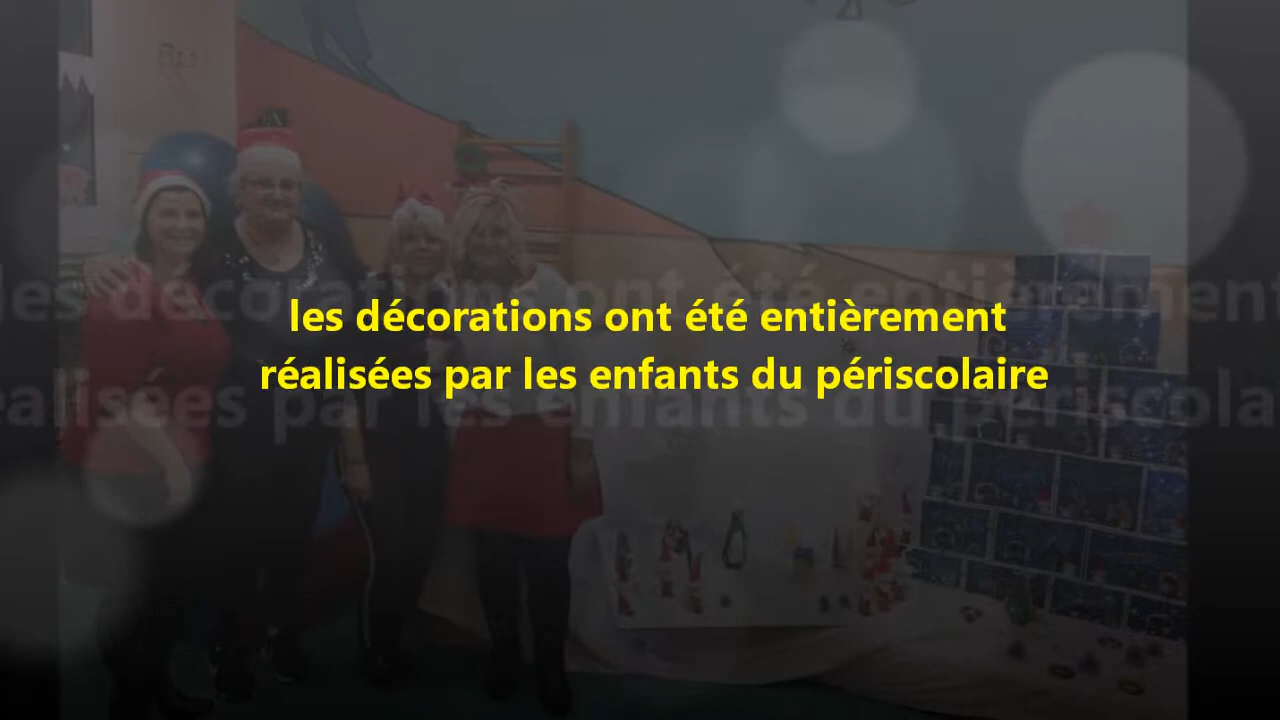 les décorations ont été entièrement
réalisées par les enfants du périscolaire